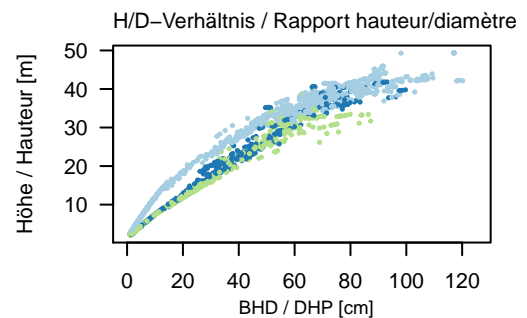 H/D−Verhältnis / Rapport hauteur/diamètre
Höhe / Hauteur [m]
50
40
30
20
10
0 20 40 60 80 100 120
BHD / DHP [cm]